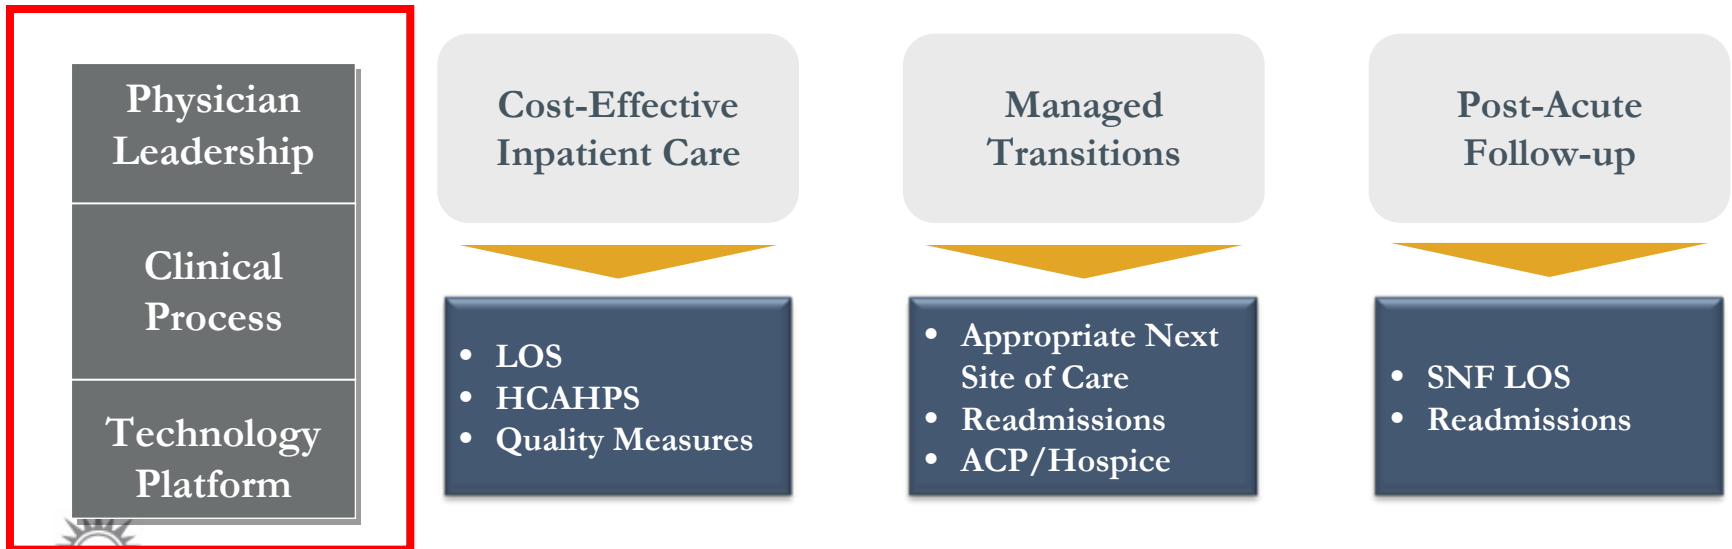 Physician
Leadership
Clinical
Process
Technology
Platform
Cost-Effective
Inpatient Care
• LOS
• HCAHPS
• Quality Measures
Managed
Transitions
• Appropriate Next
Site of Care
• Readmissions
• ACP/Hospice
Post-Acute
Follow-up
• SNF LOS
• Readmissions